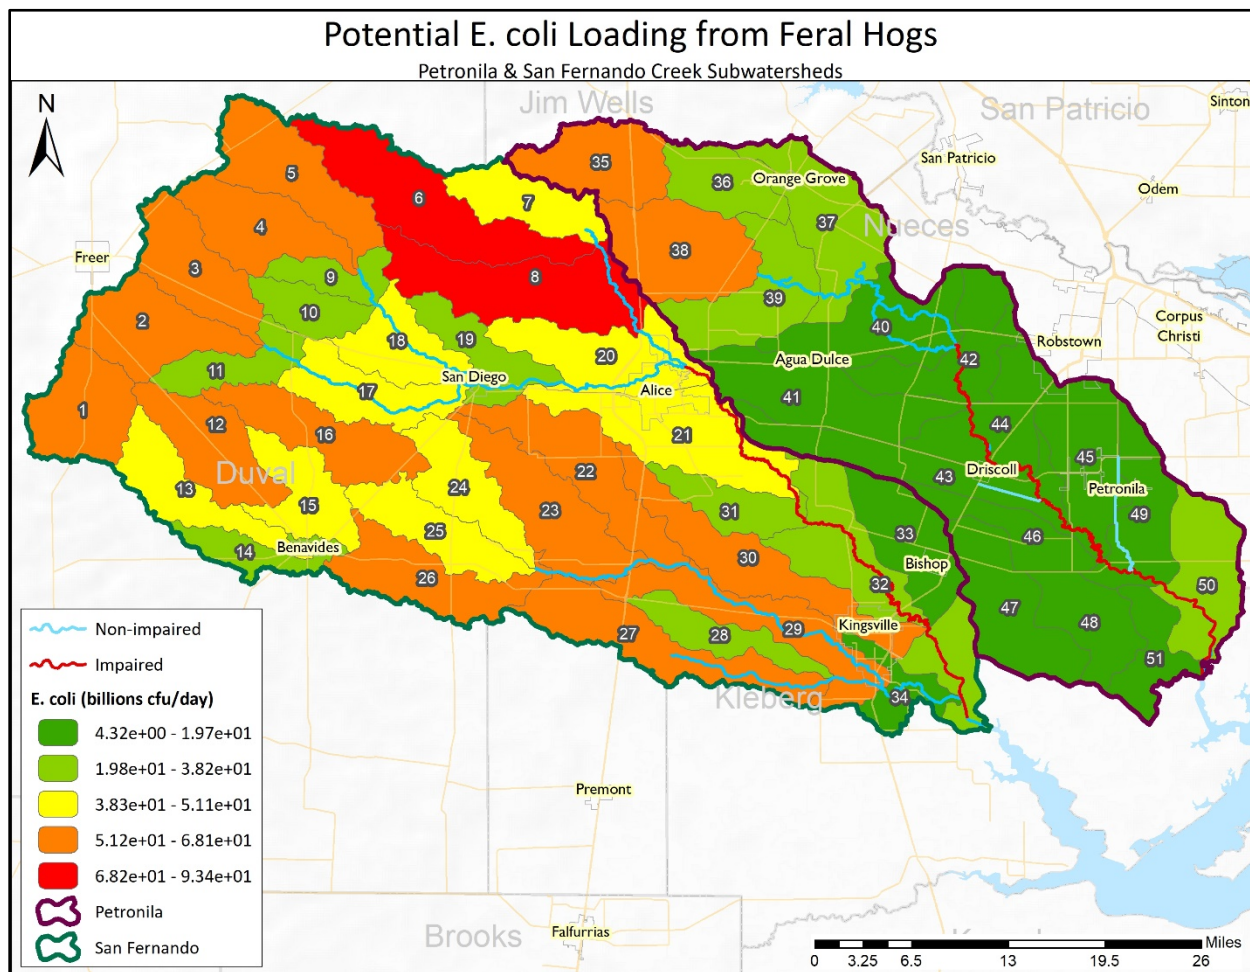 Potential E. coli Loading from Feral Hogs
Petronila & San Fernando Creek Subwatersheds
N
Jim Wells
San Patricio
Sinton
San Patricio
Odem
Orange Grove
Nueces
Freer
Corpus
Christi
Robstown
Agua Dulce
San Diego
Alice
Driscoll
Petronila
Duval
Benavides
Bishop
Kingsville
Kleberg
Premont
Brooks
Falfurrias
1
2
3
4
5
6
7
8
9
10
11
12
13
14
15
16
17
18
19
20
21
22
23
24
25
26
27
28
29
30
31
32
33
34
35
36
37
38
39
40
41
42
43
44
45
46
47
48
49
50
51
Non-impaired
Impaired
E. coli (billions cfu/day)
4.32e+00 - 1.97e+01
1.98e+01 - 3.82e+01
3.83e+01 - 5.11e+01
5.12e+01 - 6.81e+01
6.82e+01 - 9.34e+01
Petronila
San Fernando
Miles
0 3.25 6.5 13 19.5 26